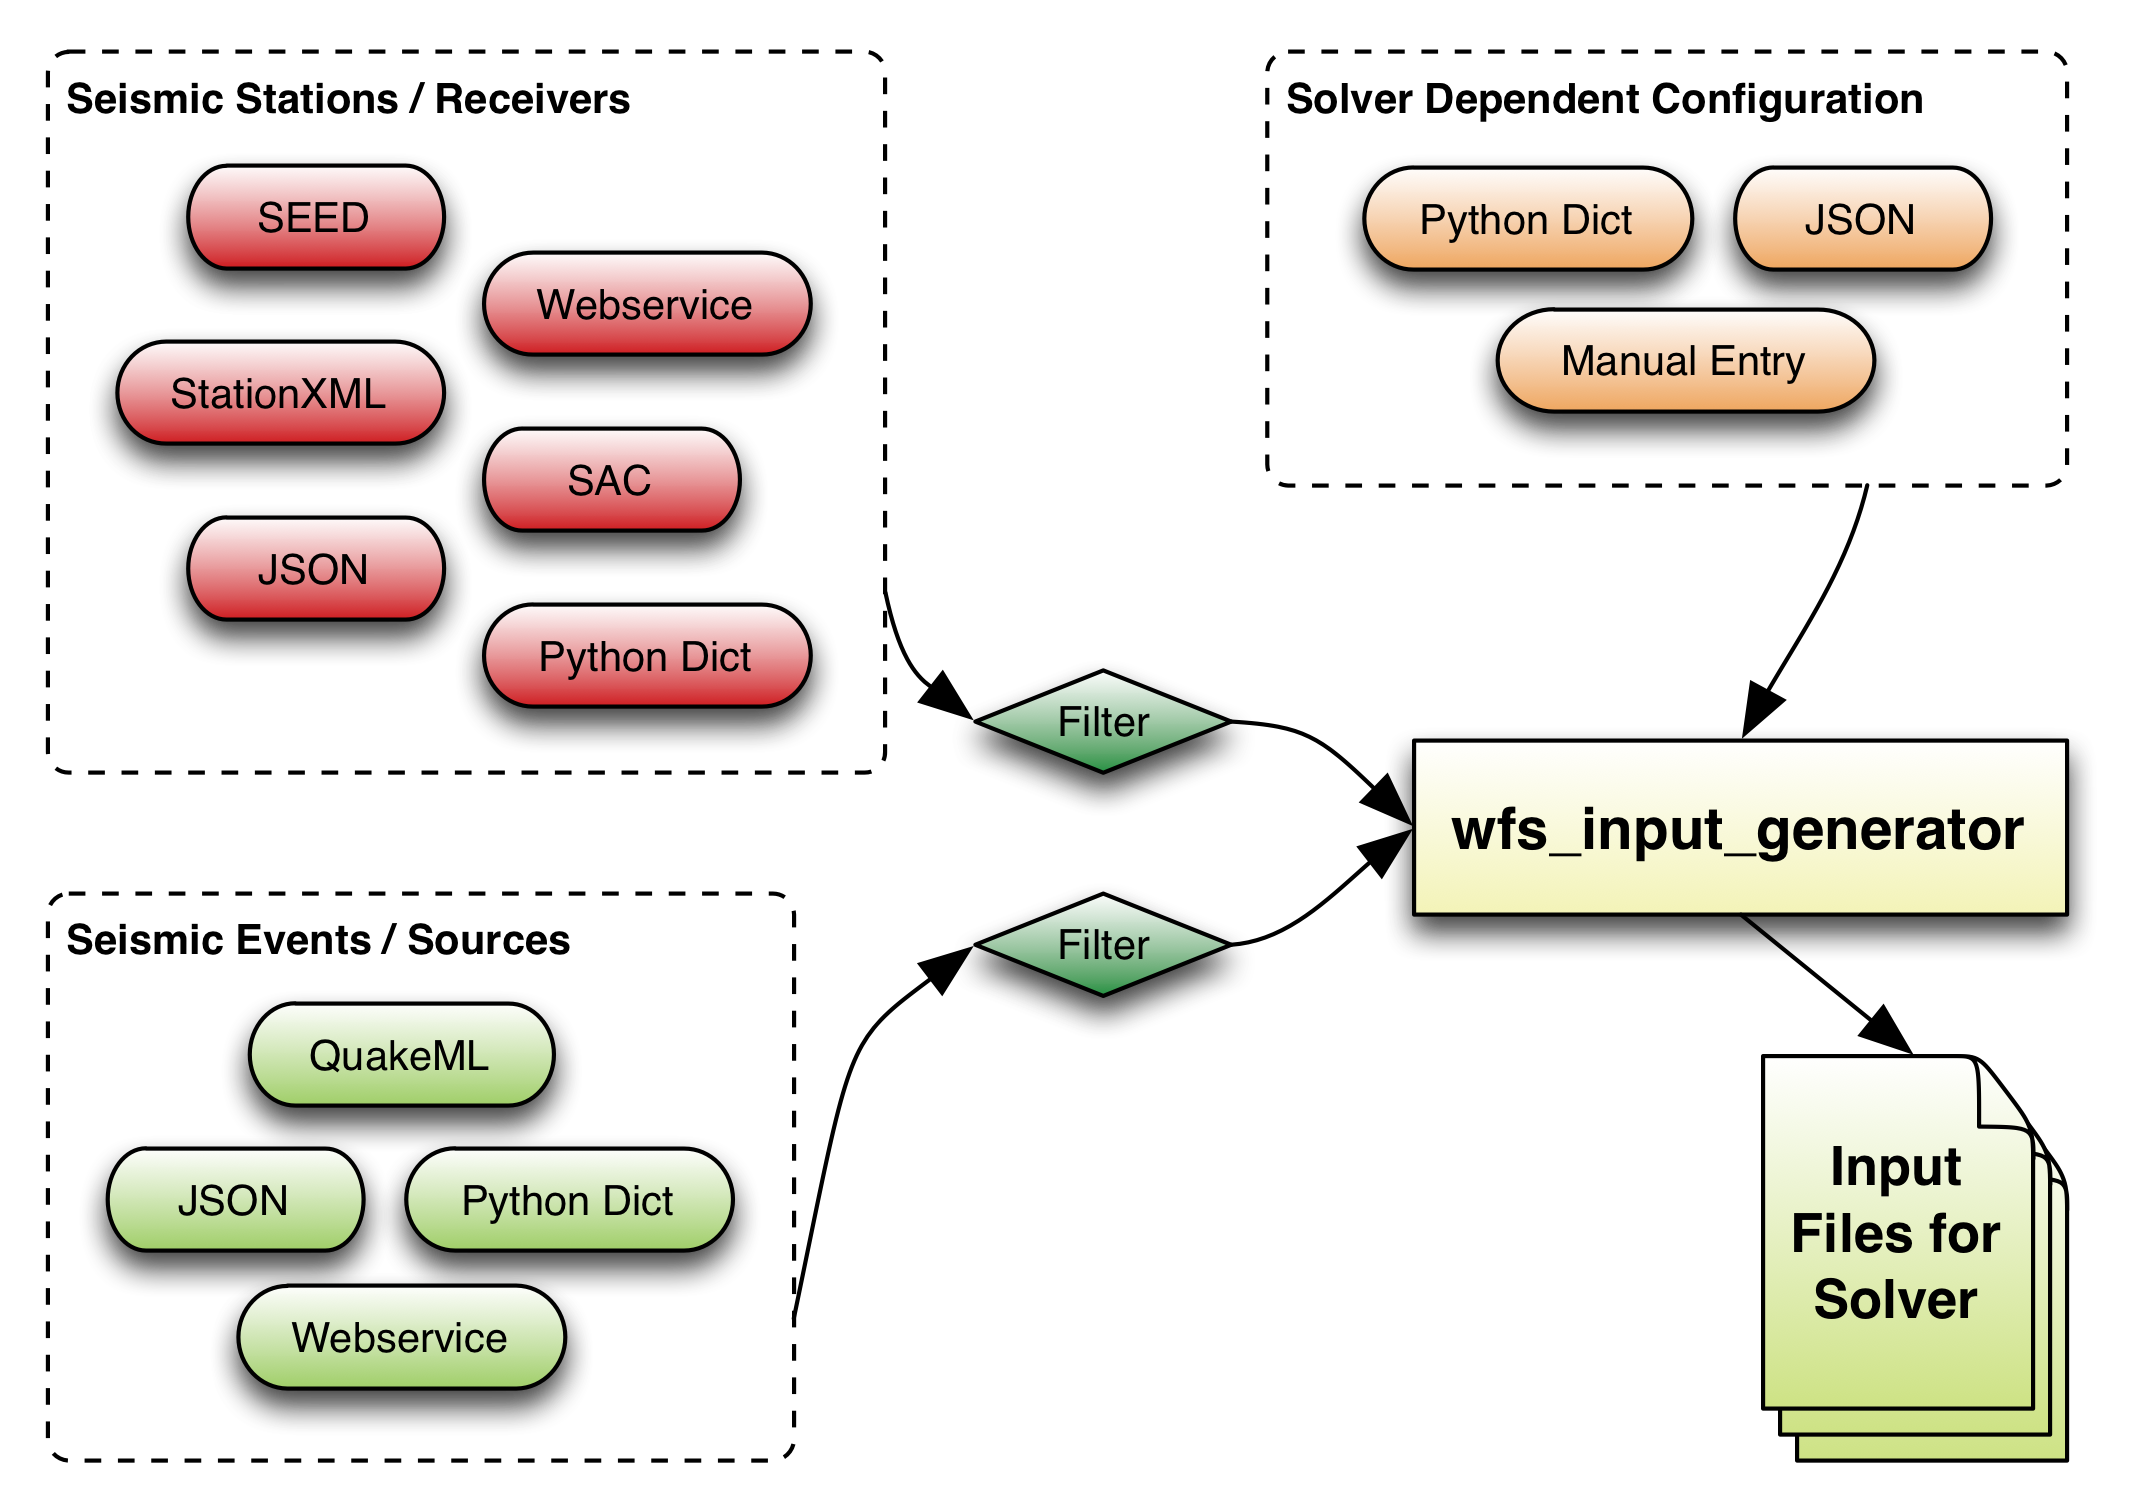 Seismic Stations / Receivers
SEED
Webservice
StationXML
SAC
JSON
Python Dict
Solver Dependent Configuration
Python Dict
JSON
Manual Entry
Filter
Filter
wfs_input_generator
Seismic Events / Sources
QuakeML
JSON
Python Dict
Webservice
Input
Files for
Solver